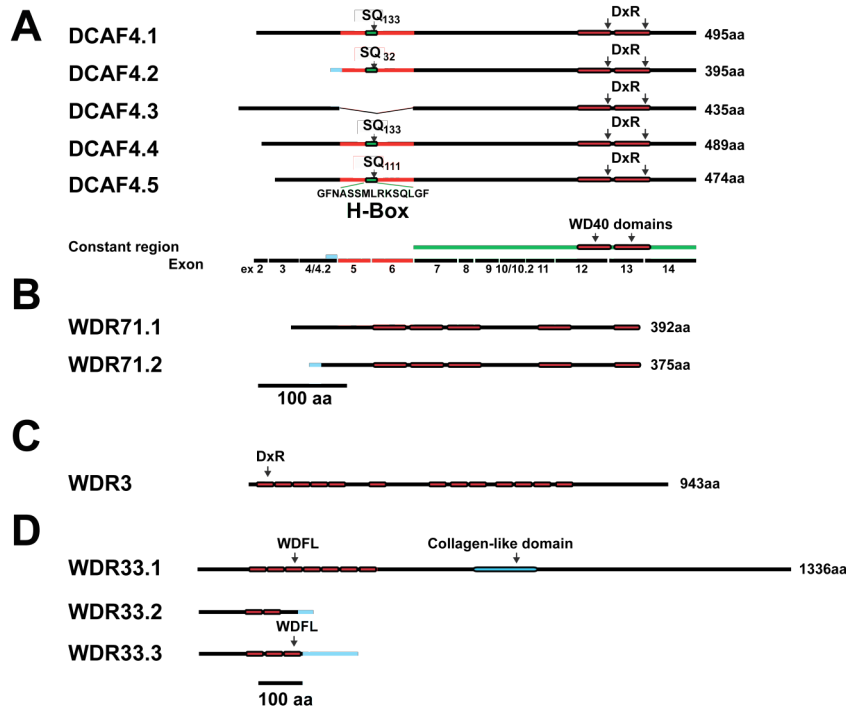 A
SQ133 DxR
DCAF4.1 495aa
SQ32 DxR
DCAF4.2 395aa
DxR
DCAF4.3 435aa
SQ133 DxR
DCAF4.4 489aa
SQ111 DxR
DCAF4.5 474aa
GFNASSMLRKSQLGF
H-Box
WD40 domains
Constant region
Exon
ex 2 3 4/4.2 5 6 7 8 9 10/10.2 11 12 13 14
B
WDR71.1 392aa
WDR71.2 375aa
100 aa
C
DxR
WDR3 943aa
D
WDFL Collagen-like domain
WDR33.1 1336aa
WDR33.2
WDFL
WDR33.3
100 aa